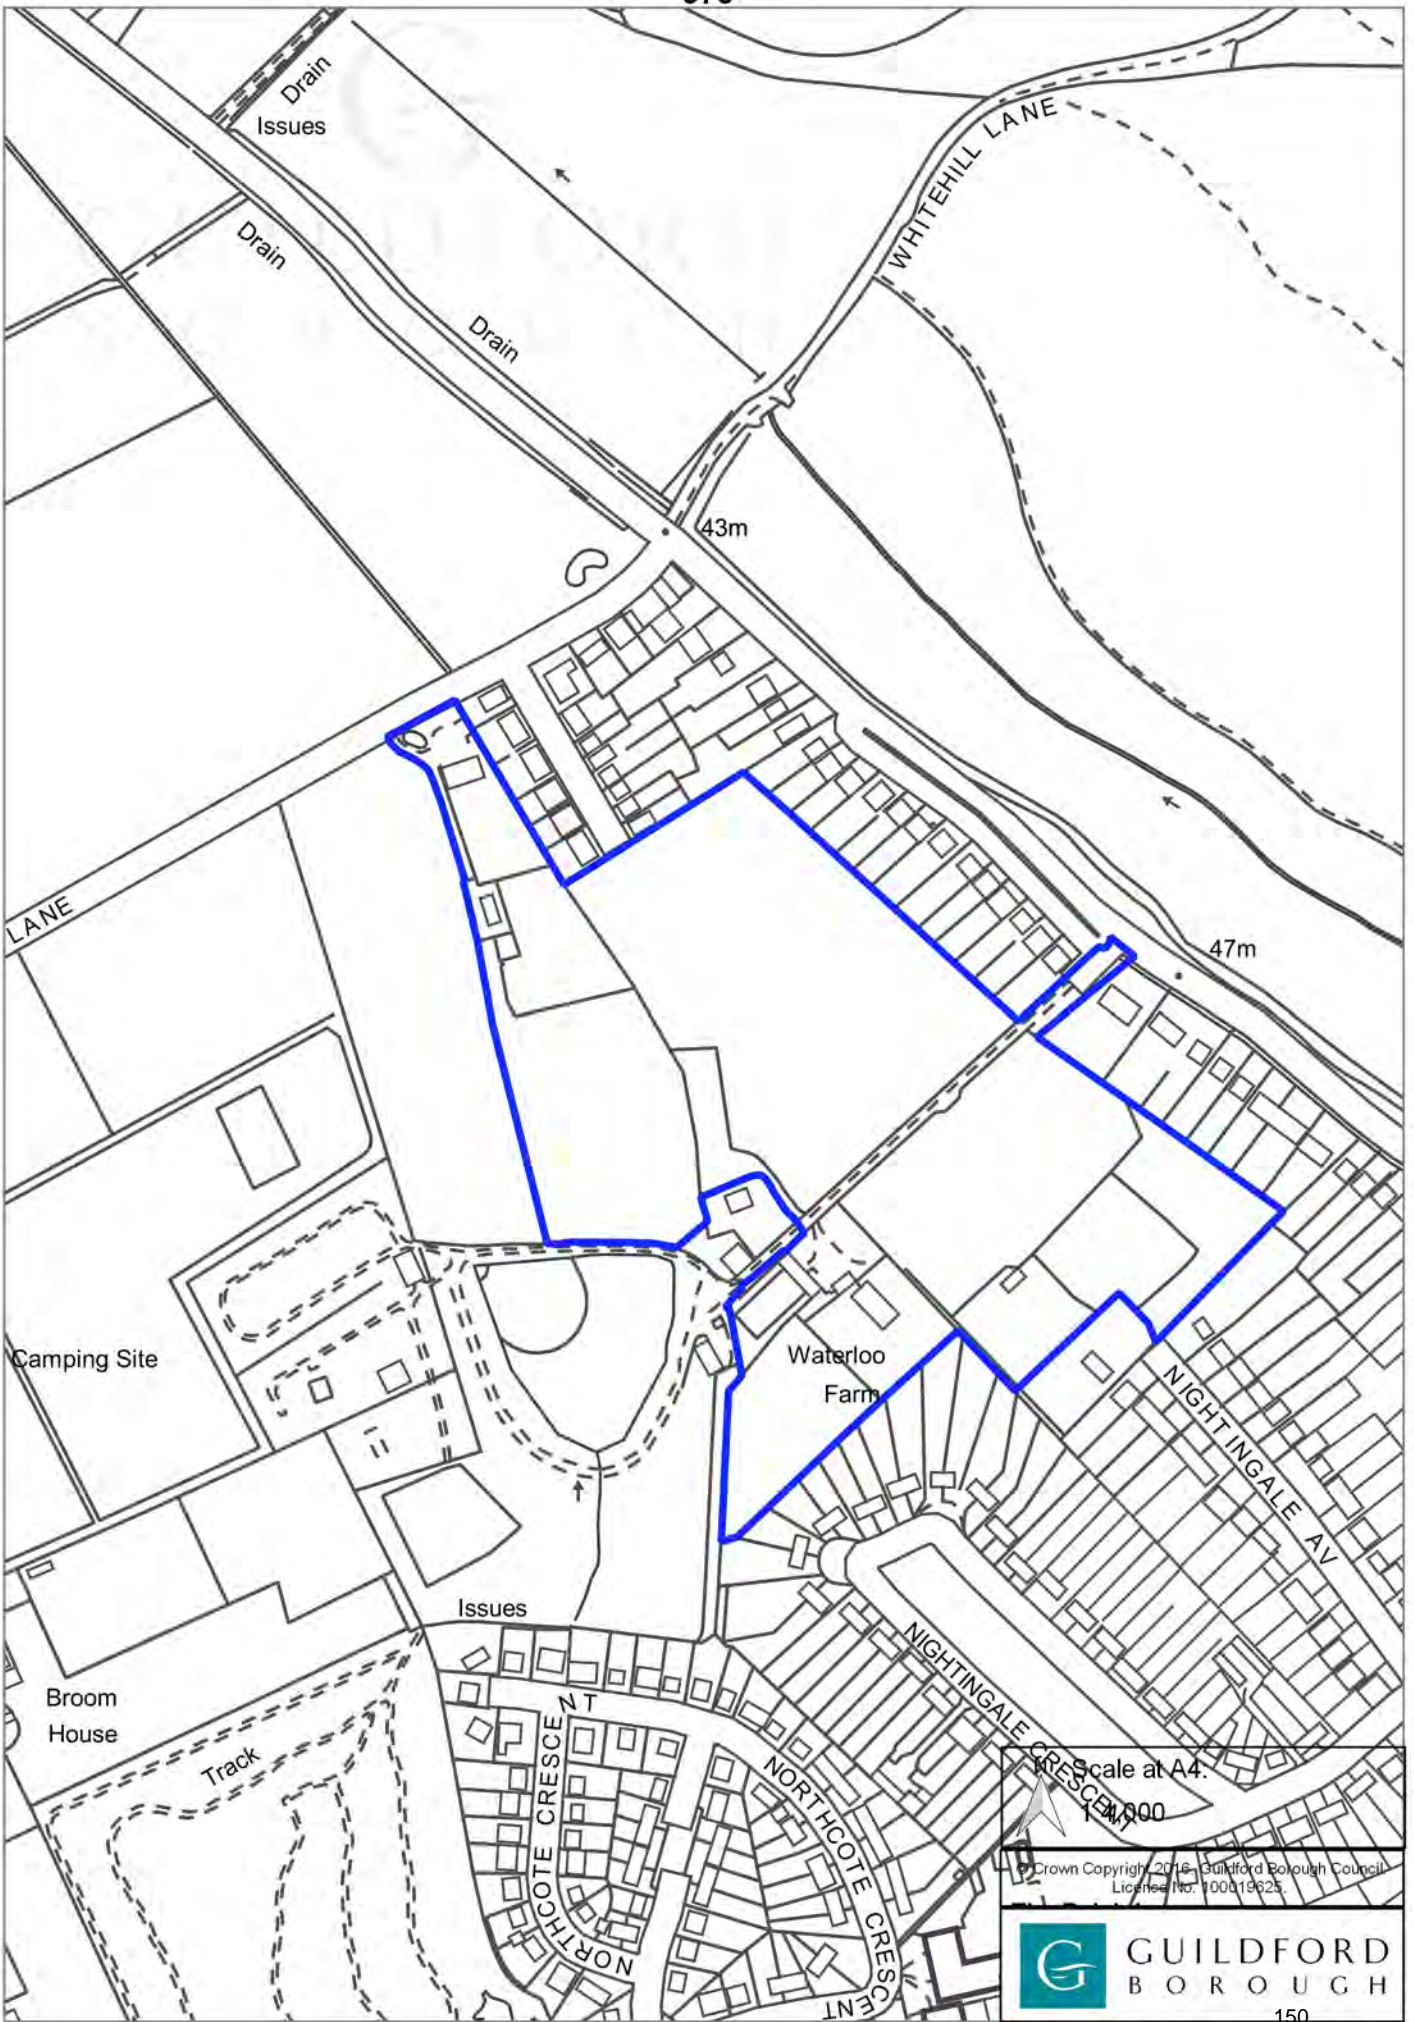 Drain
Issues
WHITEHILL LANE
Drain
Drain
43m
LANE
47m
Camping Site
Waterloo
Farm
NIGHTINGALE AV
Issues
NIGHTINGALE CRESCENT
Broom
House
Track
NORTHCOTE CRESCENT
NORTHCOTE CRESCENT
Scale at A4:
1:4,000
© Crown Copyright 2016. Guildford Borough Council
Licence No. 100019625.
G
GUILDFORD
BOROUGH
150